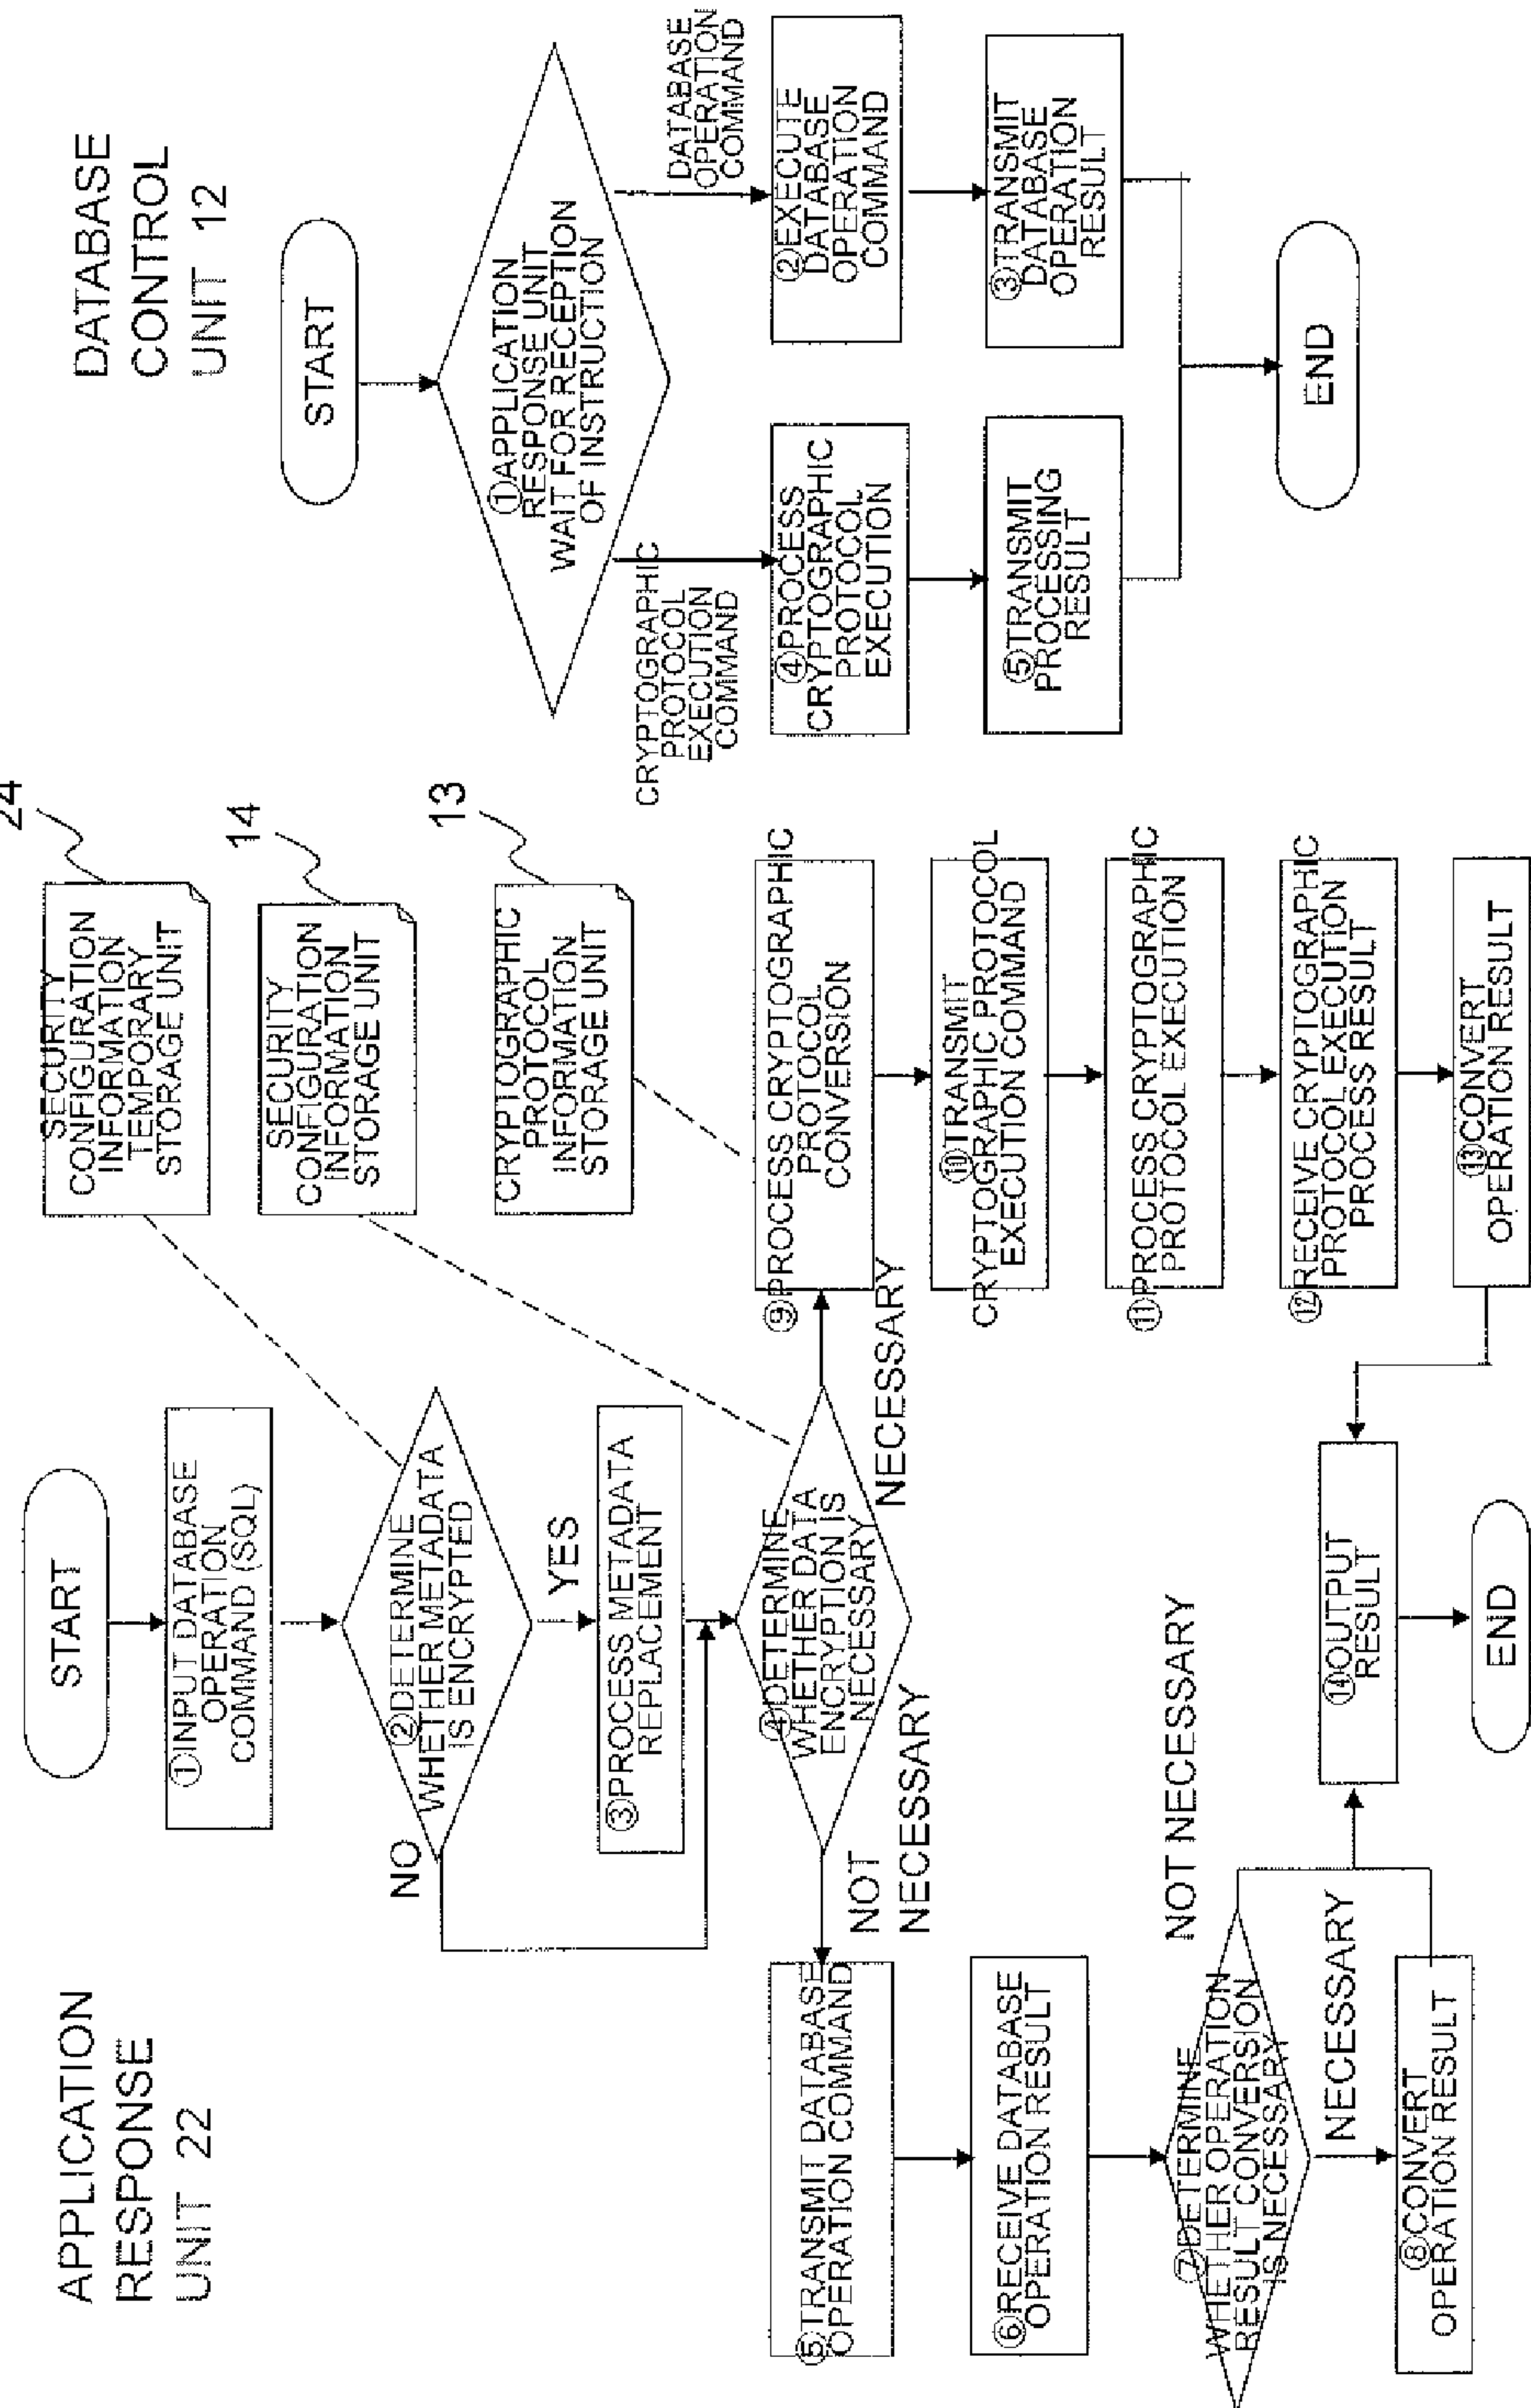 APPLICATION
RESPONSE
UNIT 22
START
①INPUT DATABASE
OPERATION
COMMAND (SQL)
②DETERMINE
WHETHER METADATA
IS ENCRYPTED
NO
YES
③PROCESS METADATA
REPLACEMENT
④DETERMINE
WHETHER DATA
ENCRYPTION IS
NECESSARY
NOT
NECESSARY
NECESSARY
⑤TRANSMIT DATABASE
OPERATION COMMAND
⑥RECEIVE DATABASE
OPERATION RESULT
⑦DETERMINE
WHETHER OPERATION
RESULT CONVERSION
IS NECESSARY
NOT NECESSARY
NECESSARY
⑧CONVERT
OPERATION RESULT
24
SECURITY
CONFIGURATION
INFORMATION
TEMPORARY
STORAGE UNIT
14
SECURITY
CONFIGURATION
INFORMATION
STORAGE UNIT
13
CRYPTOGRAPHIC
PROTOCOL
INFORMATION
STORAGE UNIT
⑨PROCESS CRYPTOGRAPHIC
PROTOCOL
CONVERSION
⑩TRANSMIT
CRYPTOGRAPHIC PROTOCOL
EXECUTION COMMAND
⑪PROCESS CRYPTOGRAPHIC
PROTOCOL EXECUTION
⑫RECEIVE CRYPTOGRAPHIC
PROTOCOL EXECUTION
PROCESS RESULT
⑬CONVERT
OPERATION RESULT
⑭OUTPUT
RESULT
END
DATABASE
CONTROL
UNIT 12
START
①APPLICATION
RESPONSE UNIT
WAIT FOR RECEPTION
OF INSTRUCTION
CRYPTOGRAPHIC
PROTOCOL
EXECUTION
COMMAND
DATABASE
OPERATION
COMMAND
②EXECUTE
DATABASE
OPERATION
COMMAND
③TRANSMIT
DATABASE
OPERATION
RESULT
④PROCESS
CRYPTOGRAPHIC
PROTOCOL
EXECUTION
⑤TRANSMIT
PROCESSING
RESULT
END